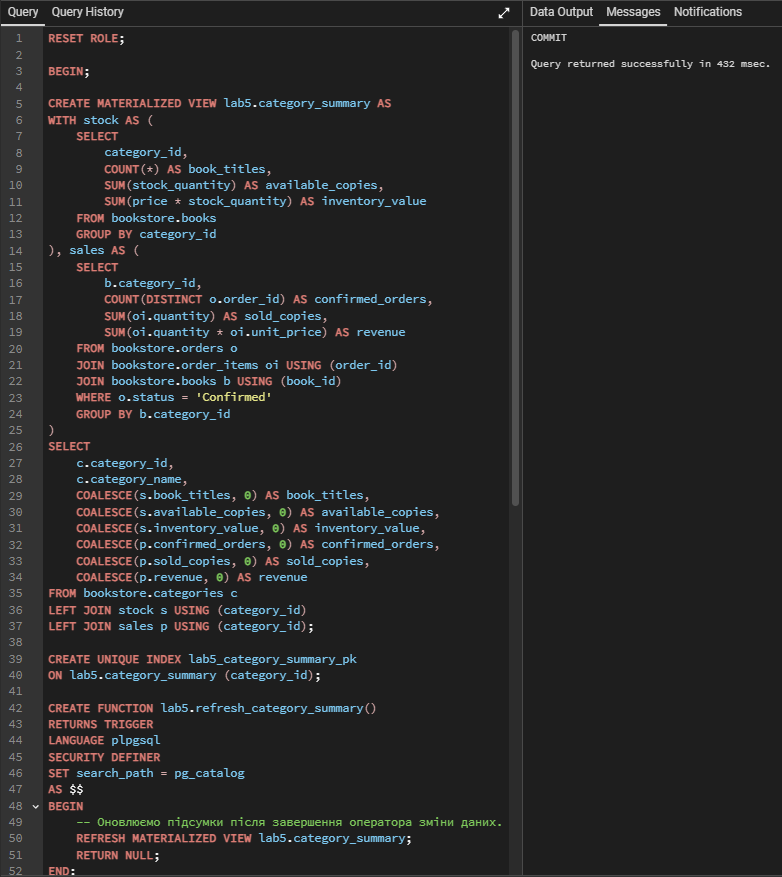 Query Query History
Data Output Messages Notifications
1 RESET ROLE;
2
3 BEGIN;
4
5 CREATE MATERIALIZED VIEW lab5.category_summary AS
6 WITH stock AS (
7 SELECT
8 category_id,
9 COUNT(*) AS book_titles,
10 SUM(stock_quantity) AS available_copies,
11 SUM(price * stock_quantity) AS inventory_value
12 FROM bookstore.books
13 GROUP BY category_id
14 ), sales AS (
15 SELECT
16 b.category_id,
17 COUNT(DISTINCT o.order_id) AS confirmed_orders,
18 SUM(oi.quantity) AS sold_copies,
19 SUM(oi.quantity * oi.unit_price) AS revenue
20 FROM bookstore.orders o
21 JOIN bookstore.order_items oi USING (order_id)
22 JOIN bookstore.books b USING (book_id)
23 WHERE o.status = 'Confirmed'
24 GROUP BY b.category_id
25 )
26 SELECT
27 c.category_id,
28 c.category_name,
29 COALESCE(s.book_titles, 0) AS book_titles,
30 COALESCE(s.available_copies, 0) AS available_copies,
31 COALESCE(s.inventory_value, 0) AS inventory_value,
32 COALESCE(p.confirmed_orders, 0) AS confirmed_orders,
33 COALESCE(p.sold_copies, 0) AS sold_copies,
34 COALESCE(p.revenue, 0) AS revenue
35 FROM bookstore.categories c
36 LEFT JOIN stock s USING (category_id)
37 LEFT JOIN sales p USING (category_id);
38
39 CREATE UNIQUE INDEX lab5_category_summary_pk
40 ON lab5.category_summary (category_id);
41
42 CREATE FUNCTION lab5.refresh_category_summary()
43 RETURNS TRIGGER
44 LANGUAGE plpgsql
45 SECURITY DEFINER
46 SET search_path = pg_catalog
47 AS $$
48 BEGIN
49 -- Оновлюємо підсумки після завершення оператора зміни даних.
50 REFRESH MATERIALIZED VIEW lab5.category_summary;
51 RETURN NULL;
52 END;
COMMIT
Query returned successfully in 432 msec.